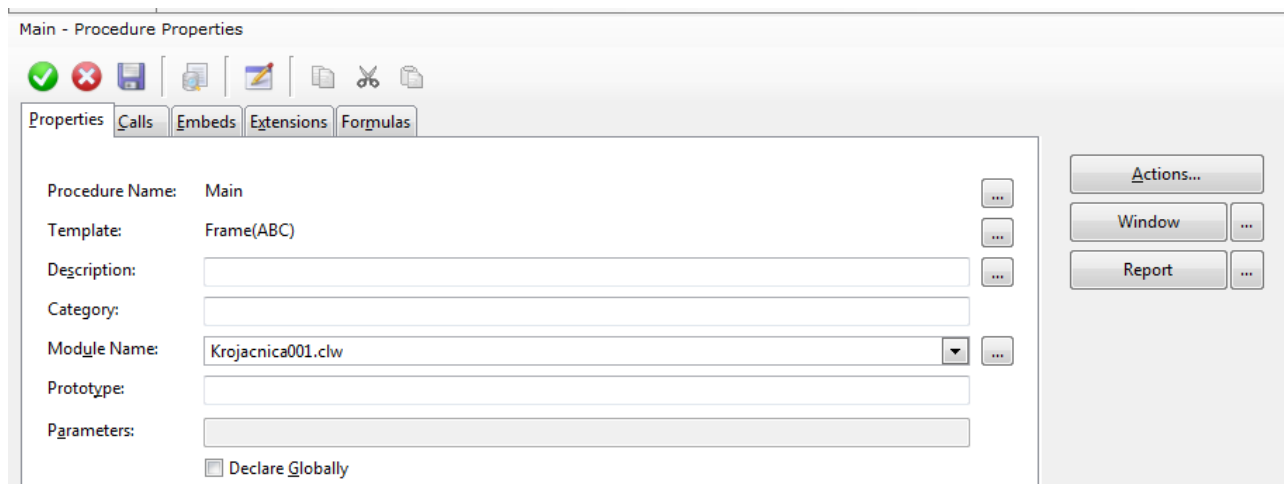 Main - Procedure Properties
Properties Calls Embeds Extensions Formulas
Procedure Name: Main ...
Template: Frame(ABC) ...
Description: ...
Category:
Module Name: Krojacnica001.clw ...
Prototype:
Parameters:
Declare Globally
Actions...
Window ...
Report ...